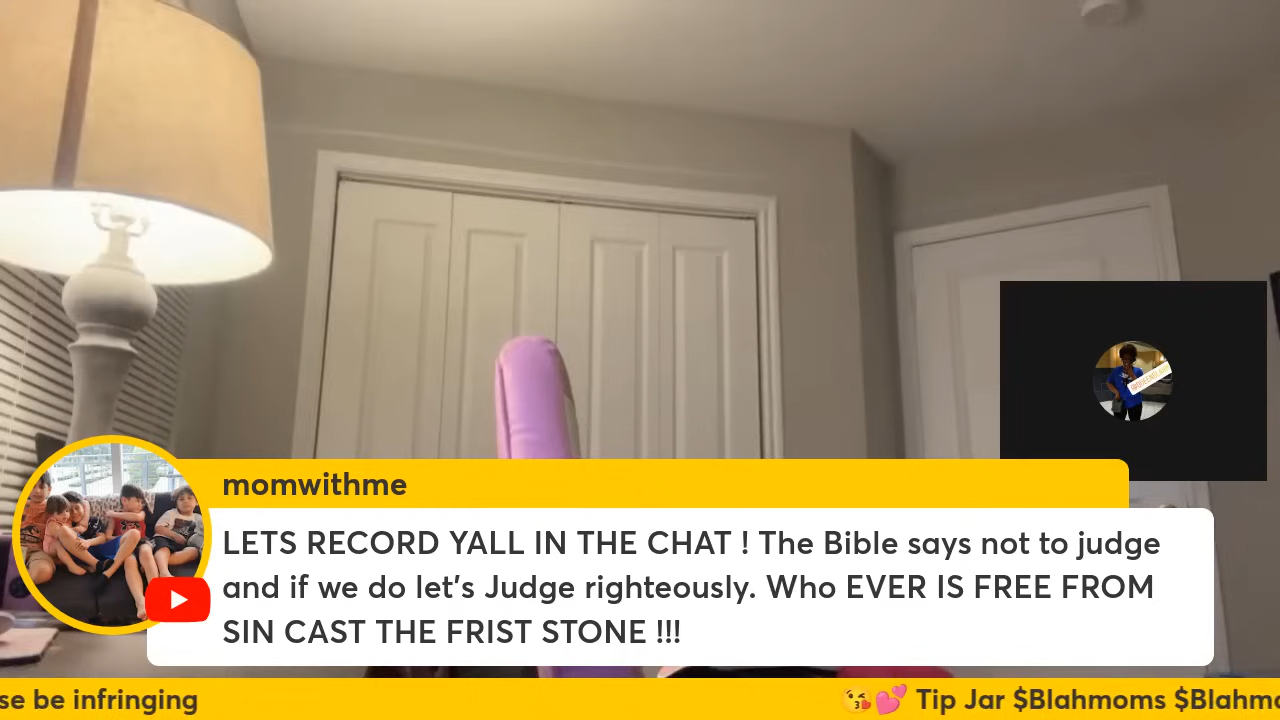 momwithme
LETS RECORD YALL IN THE CHAT ! The Bible says not to judge
and if we do let's Judge righteously. Who EVER IS FREE FROM
SIN CAST THE FRIST STONE !!!
se be infringing
😘💕 Tip Jar $Blahmoms $Blahmo